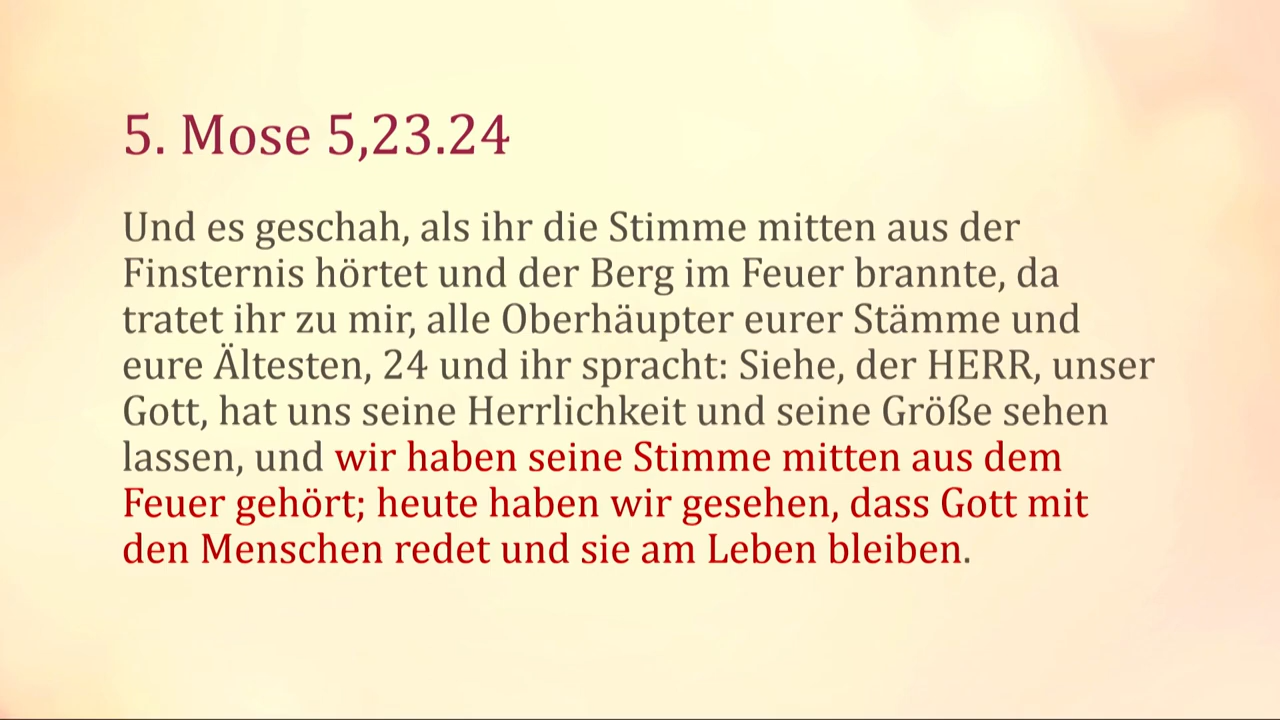 5. Mose 5,23.24
Und es geschah, als ihr die Stimme mitten aus der
Finsternis hörtet und der Berg im Feuer brannte, da
tratet ihr zu mir, alle Oberhäupter eurer Stämme und
eure Ältesten, 24 und ihr spracht: Siehe, der HERR, unser
Gott, hat uns seine Herrlichkeit und seine Größe sehen
lassen, und wir haben seine Stimme mitten aus dem
Feuer gehört; heute haben wir gesehen, dass Gott mit
den Menschen redet und sie am Leben bleiben.